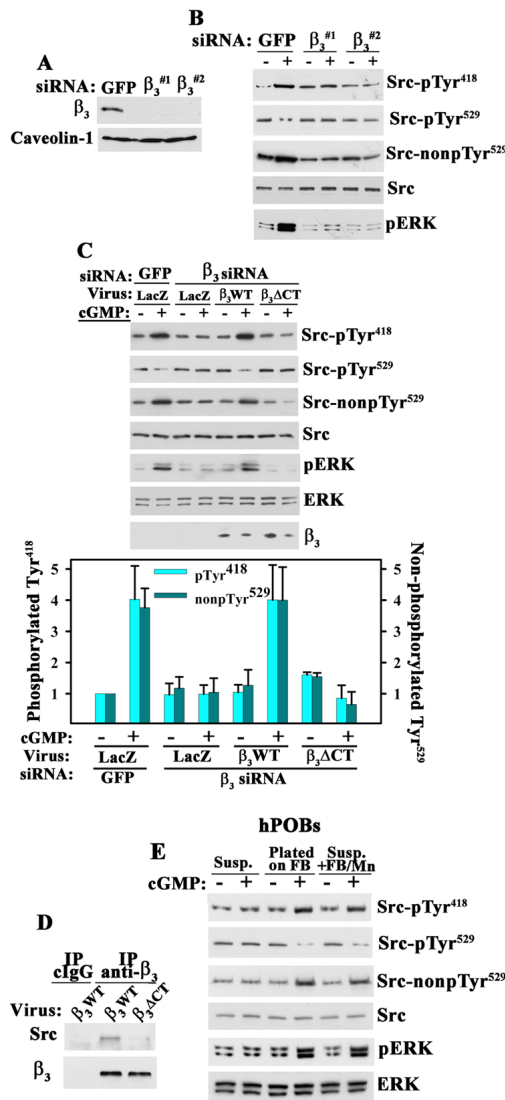 A
siRNA: GFP β3#1 β3#2
β3
Caveolin-1
B
siRNA: GFP β3#1 β3#2
- + - + - +
Src-pTyr418
Src-pTyr529
Src-nonpTyr529
Src
pERK
C
siRNA: GFP β3 siRNA
Virus: LacZ LacZ β3WT β3ΔCT
cGMP: - + - + - + - +
Src-pTyr418
Src-pTyr529
Src-nonpTyr529
Src
pERK
ERK
β3
Phosphorylated Tyr418
5
4
3
2
1
pTyr418
nonpTyr529
5
4
3
2
1
Non-phosphorylated Tyr529
cGMP: - + - + - + - +
Virus: LacZ LacZ β3WT β3ΔCT
siRNA: GFP β3 siRNA
D
IP cIgG
IP anti-β3
Virus: β3WT β3WT β3ΔCT
Src
β3
hPOBs
E
Susp. Plated on FB Susp. +FB/Mn
cGMP: - + - + - +
Src-pTyr418
Src-pTyr529
Src-nonpTyr529
Src
pERK
ERK